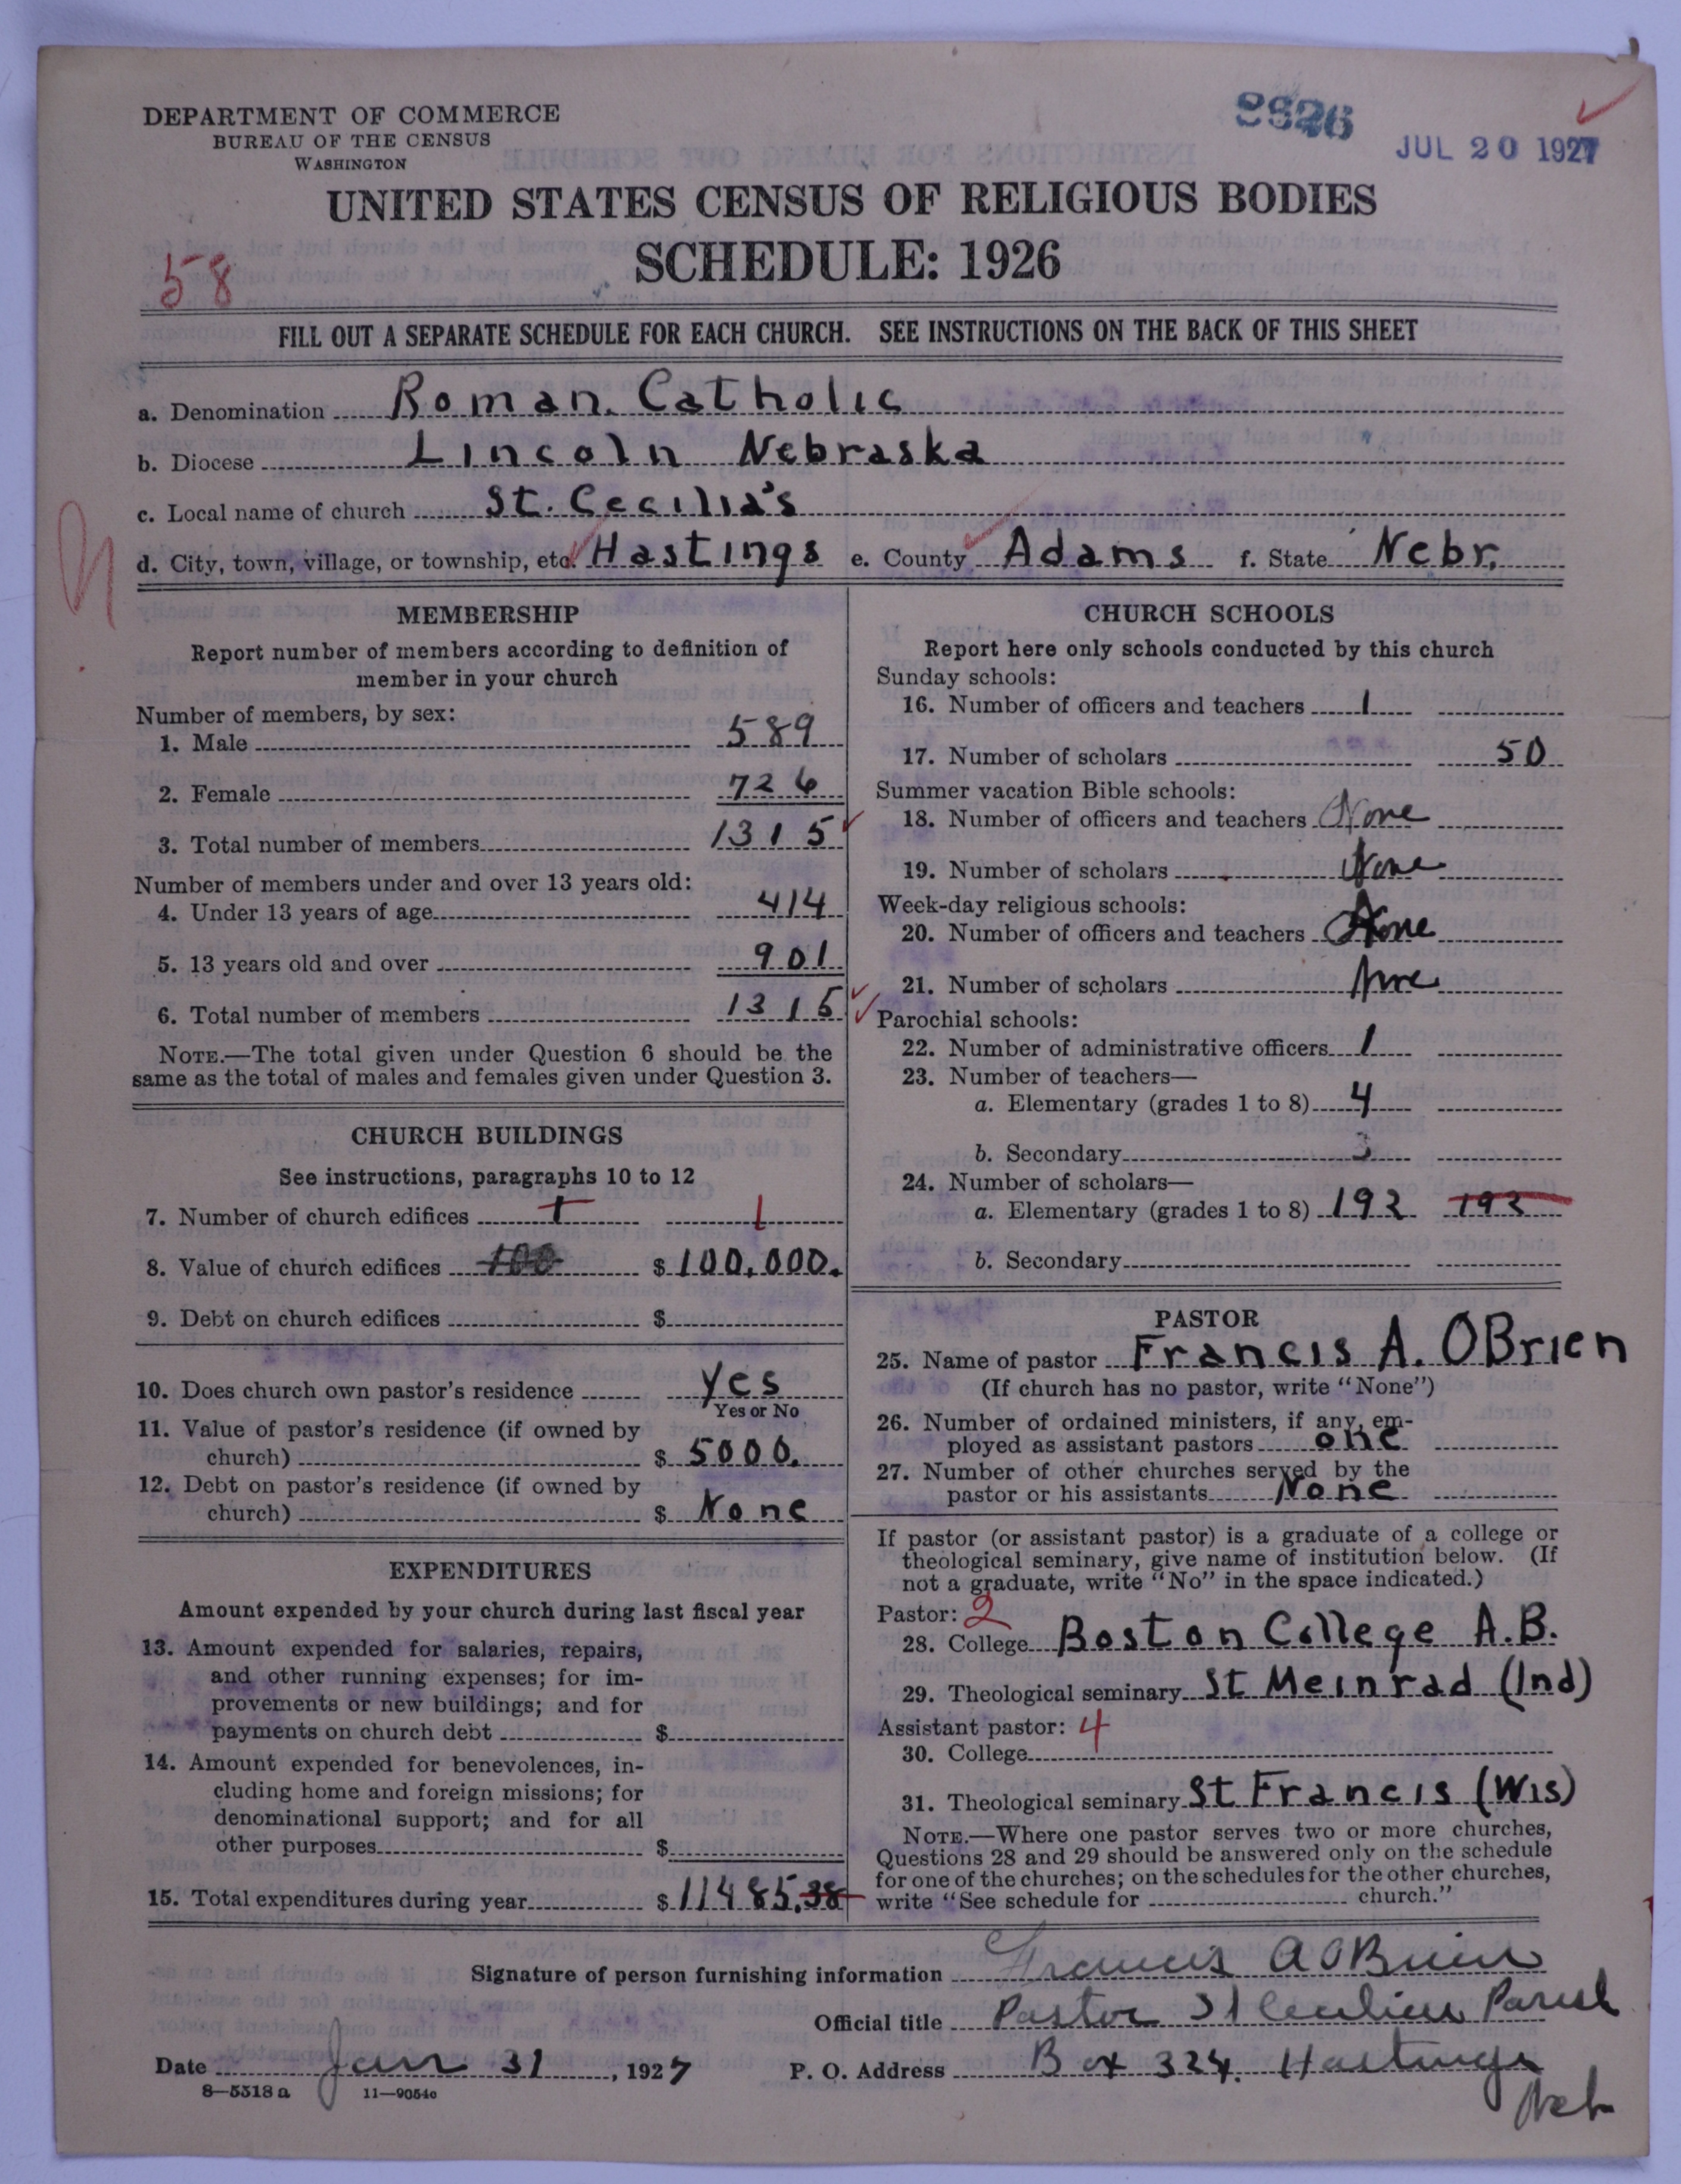 DEPARTMENT OF COMMERCE
BUREAU OF THE CENSUS
WASHINGTON
JUL 20 1927
UNITED STATES CENSUS OF RELIGIOUS BODIES
SCHEDULE: 1926
58
FILL OUT A SEPARATE SCHEDULE FOR EACH CHURCH. SEE INSTRUCTIONS ON THE BACK OF THIS SHEET
a. Denomination Roman Catholic
b. Diocese Lincoln Nebraska
c. Local name of church St. Cecilia's
d. City, town, village, or township, etc. Hastings e. County Adams f. State Nebr.
MEMBERSHIP
Report number of members according to definition of
member in your church
Number of members, by sex:
1. Male 589
2. Female 726
3. Total number of members 1315
Number of members under and over 13 years old:
4. Under 13 years of age 414
5. 13 years old and over 901
6. Total number of members 1315
NOTE.—The total given under Question 6 should be the
same as the total of males and females given under Question 3.
CHURCH BUILDINGS
See instructions, paragraphs 10 to 12
7. Number of church edifices 1 1
8. Value of church edifices 100 $ 100,000.
9. Debt on church edifices $
10. Does church own pastor's residence Yes
Yes or No
11. Value of pastor's residence (if owned by
church) $ 5000.
12. Debt on pastor's residence (if owned by
church) $ None
EXPENDITURES
Amount expended by your church during last fiscal year
13. Amount expended for salaries, repairs,
and other running expenses; for im-
provements or new buildings; and for
payments on church debt $
14. Amount expended for benevolences, in-
cluding home and foreign missions; for
denominational support; and for all
other purposes $
15. Total expenditures during year $ 11485.38
CHURCH SCHOOLS
Report here only schools conducted by this church
Sunday schools:
16. Number of officers and teachers 1
17. Number of scholars 50
Summer vacation Bible schools:
18. Number of officers and teachers None
19. Number of scholars None
Week-day religious schools:
20. Number of officers and teachers None
21. Number of scholars None
Parochial schools:
22. Number of administrative officers 1
23. Number of teachers—
a. Elementary (grades 1 to 8) 4
b. Secondary 3
24. Number of scholars—
a. Elementary (grades 1 to 8) 192 192
b. Secondary
PASTOR
25. Name of pastor Francis A. OBrien
(If church has no pastor, write "None")
26. Number of ordained ministers, if any, em-
ployed as assistant pastors one
27. Number of other churches served by the
pastor or his assistants None
If pastor (or assistant pastor) is a graduate of a college or
theological seminary, give name of institution below. (If
not a graduate, write "No" in the space indicated.)
Pastor: 2
28. College Boston College A.B.
29. Theological seminary St Meinrad (Ind)
Assistant pastor: 4
30. College
31. Theological seminary St Francis (Wis)
NOTE.—Where one pastor serves two or more churches,
Questions 28 and 29 should be answered only on the schedule
for one of the churches; on the schedules for the other churches,
write "See schedule for church."
Signature of person furnishing information Francis A OBrien
Official title Pastor St Cecilias Parish
Date Jan 31, 1927 P. O. Address Box 324. Hastings
Neb
8—5518 a 11—9054c